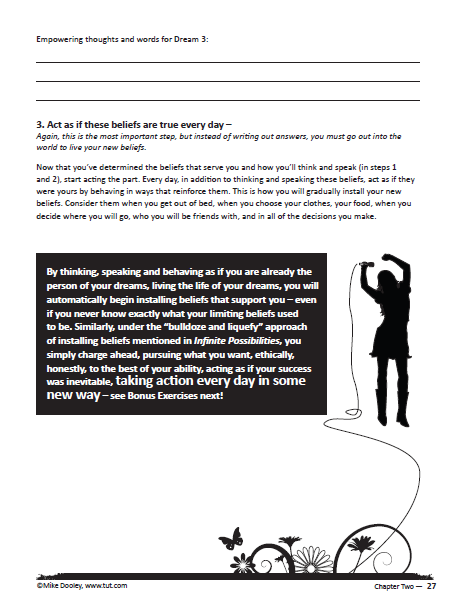 Empowering thoughts and words for Dream 3:
3. Act as if these beliefs are true every day –
Again, this is the most important step, but instead of writing out answers, you must go out into the
world to live your new beliefs.
Now that you've determined the beliefs that serve you and how you'll think and speak (in steps 1
and 2), start acting the part. Every day, in addition to thinking and speaking these beliefs, act as if they
were yours by behaving in ways that reinforce them. This is how you will gradually install your new
beliefs. Consider them when you get out of bed, when you choose your clothes, your food, when you
decide where you will go, who you will be friends with, and in all of the decisions you make.
By thinking, speaking and behaving as if you are already the
person of your dreams, living the life of your dreams, you will
automatically begin installing beliefs that support you – even
if you never know exactly what your limiting beliefs used
to be. Similarly, under the "bulldoze and liquefy" approach
of installing beliefs mentioned in Infinite Possibilities, you
simply charge ahead, pursuing what you want, ethically,
honestly, to the best of your ability, acting as if your success
was inevitable, taking action every day in some
new way – see Bonus Exercises next!
©Mike Dooley, www.tut.com
Chapter Two — 27